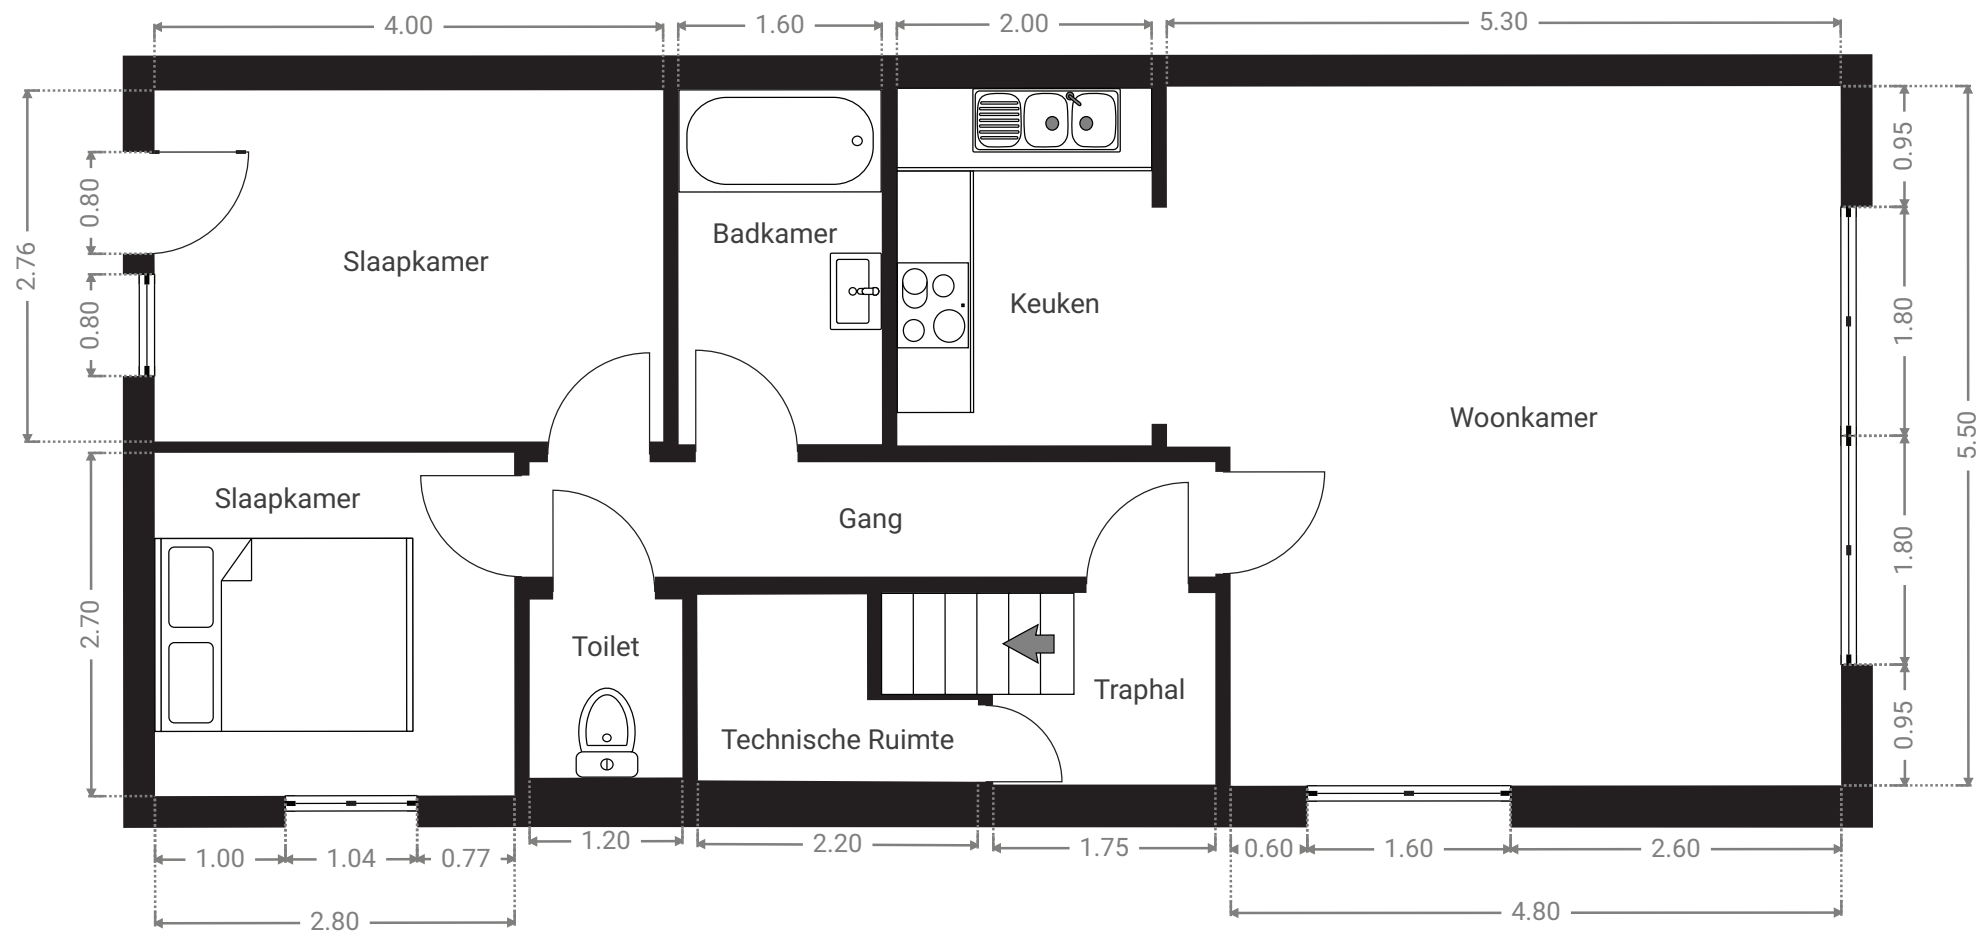 4.00
1.60
2.00
5.30
0.95
0.80
2.76
Slaapkamer
Badkamer
Keuken
0.80
1.80
Woonkamer
5.50
Slaapkamer
Gang
1.80
2.70
Toilet
Traphal
Technische Ruimte
0.95
1.00
1.04
0.77
1.20
2.20
1.75
0.60
1.60
2.60
2.80
4.80